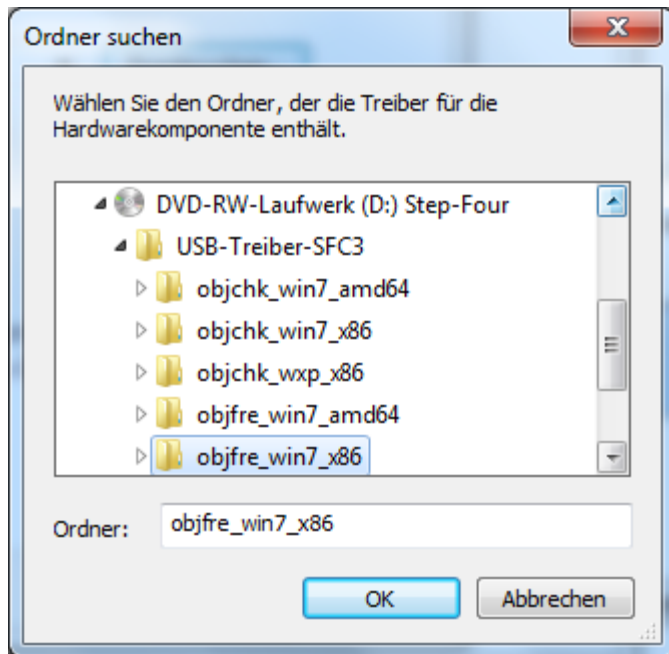 Ordner suchen
Wählen Sie den Ordner, der die Treiber für die
Hardwarekomponente enthält.
DVD-RW-Laufwerk (D:) Step-Four
USB-Treiber-SFC3
objchk_win7_amd64
objchk_win7_x86
objchk_wxp_x86
objfre_win7_amd64
objfre_win7_x86
Ordner: objfre_win7_x86
OK Abbrechen